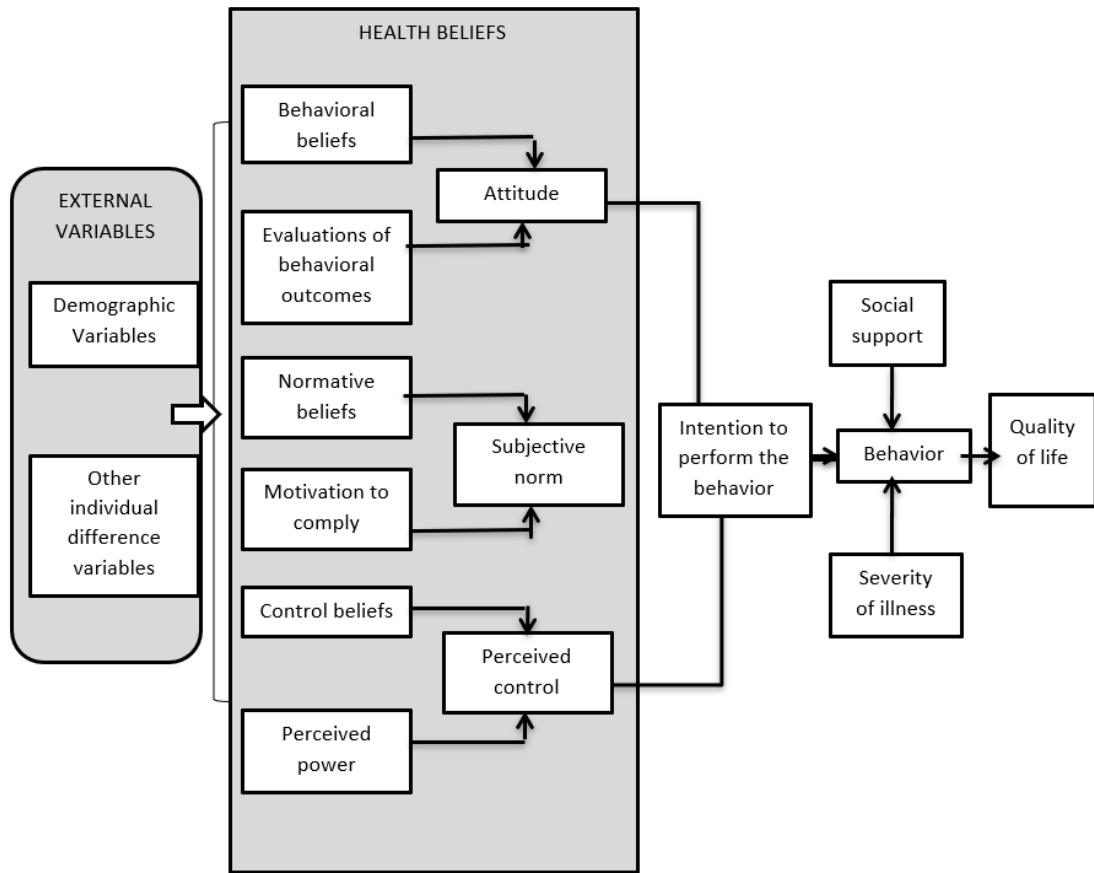 HEALTH BELIEFS
EXTERNAL
VARIABLES
Demographic
Variables
Other
individual
difference
variables
Behavioral
beliefs
Evaluations of
behavioral
outcomes
Normative
beliefs
Motivation to
comply
Control beliefs
Perceived
power
Attitude
Subjective
norm
Perceived
control
Intention to
perform the
behavior
Social
support
Behavior
Severity
of illness
Quality
of life